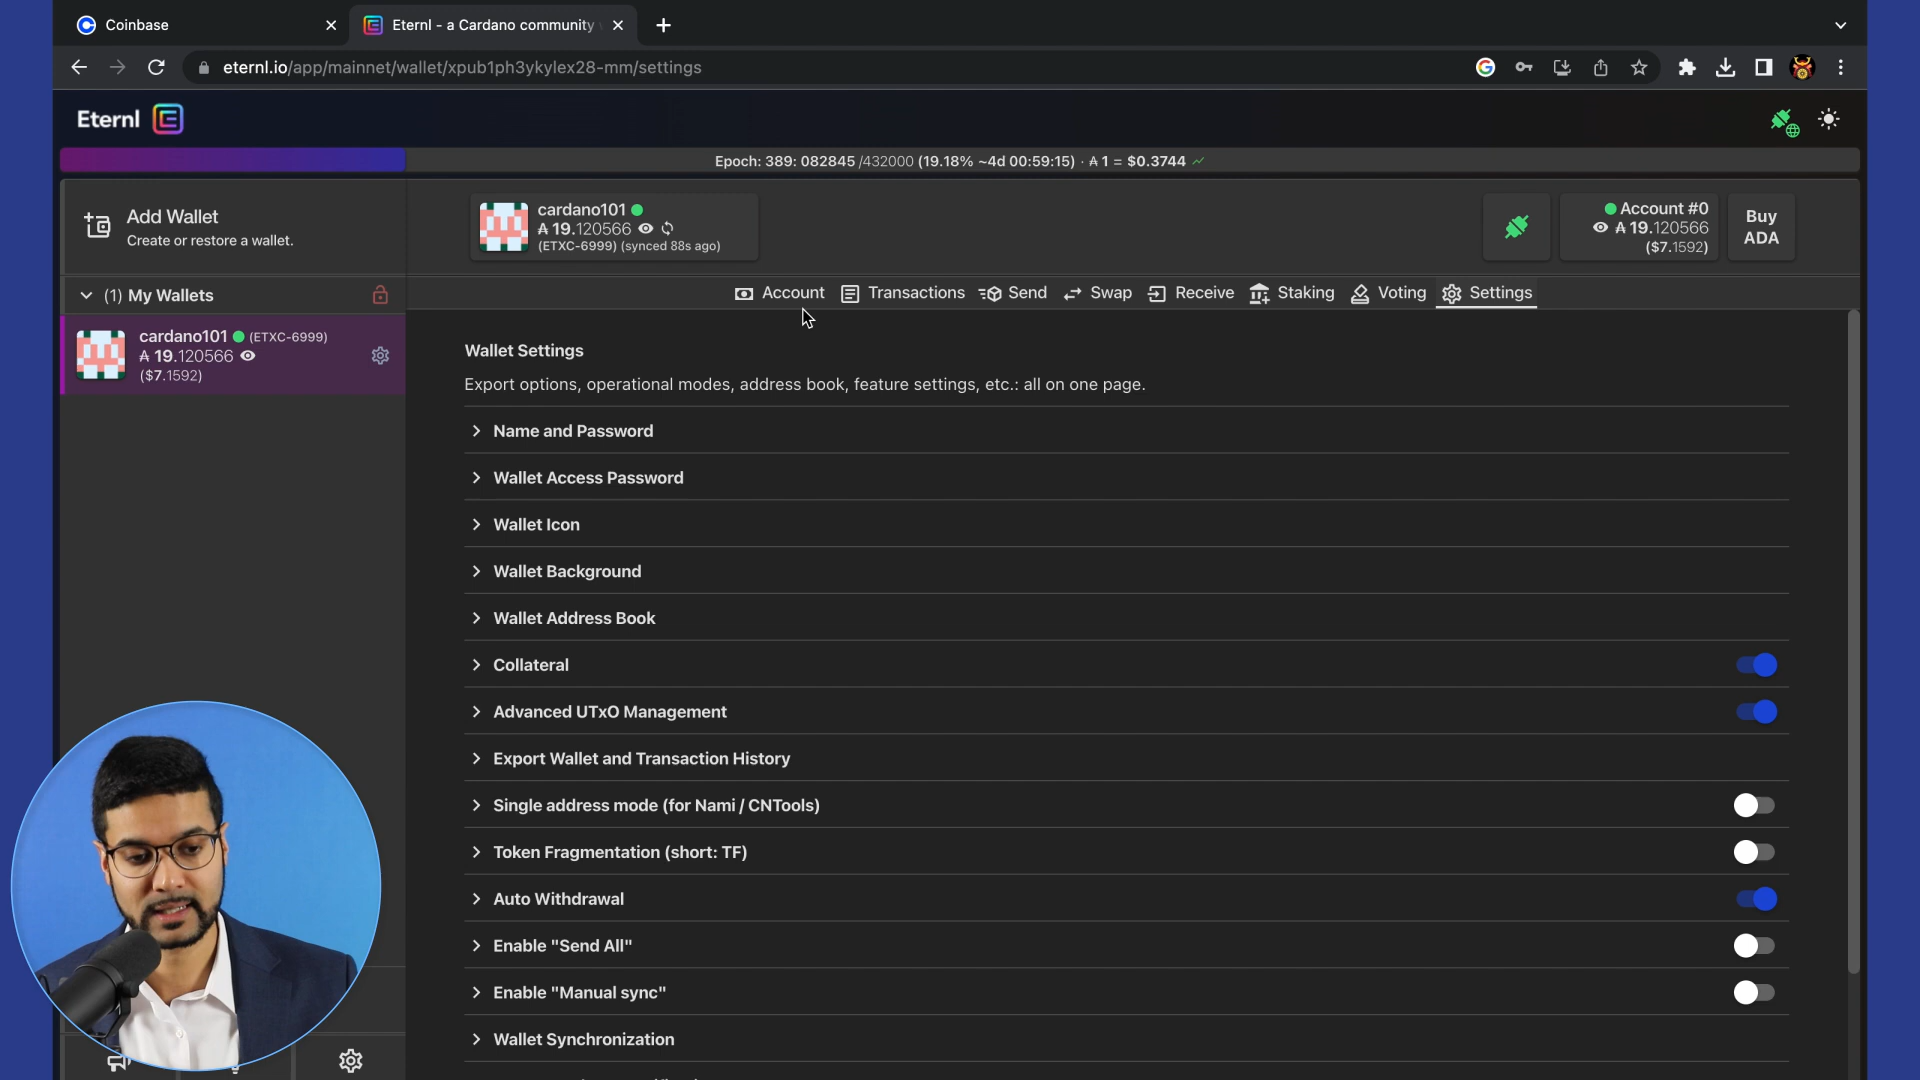 Coinbase
Eternl - a Cardano community
eternl.io/app/mainnet/wallet/xpub1ph3ykylex28-mm/settings
Eternl
Epoch: 389: 082845 /432000 (19.18% ~4d 00:59:15) · ₳ 1 = $0.3744
Add Wallet
Create or restore a wallet.
cardano101
₳ 19.120566
(ETXC-6999) (synced 88s ago)
Account #0
₳ 19.120566
($7.1592)
Buy
ADA
(1) My Wallets
Account
Transactions
Send
Swap
Receive
Staking
Voting
Settings
cardano101 (ETXC-6999)
₳ 19.120566
($7.1592)
Wallet Settings
Export options, operational modes, address book, feature settings, etc.: all on one page.
Name and Password
Wallet Access Password
Wallet Icon
Wallet Background
Wallet Address Book
Collateral
Advanced UTxO Management
Export Wallet and Transaction History
Single address mode (for Nami / CNTools)
Token Fragmentation (short: TF)
Auto Withdrawal
Enable "Send All"
Enable "Manual sync"
Wallet Synchronization